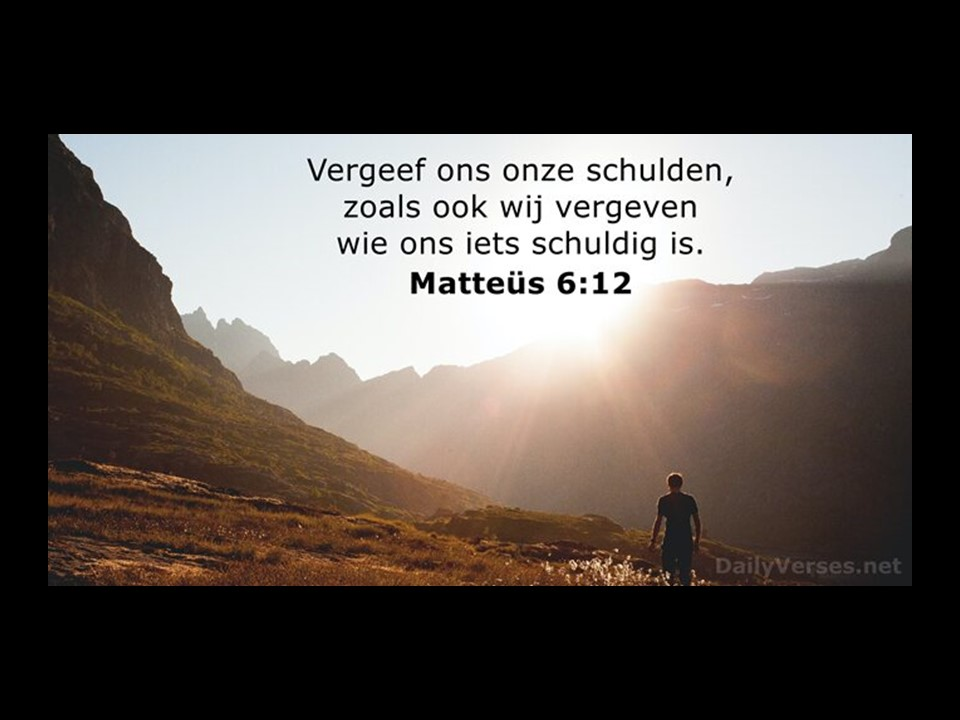 Vergeef ons onze schulden,
zoals ook wij vergeven
wie ons iets schuldig is.
Matteüs 6:12
DailyVerses.net